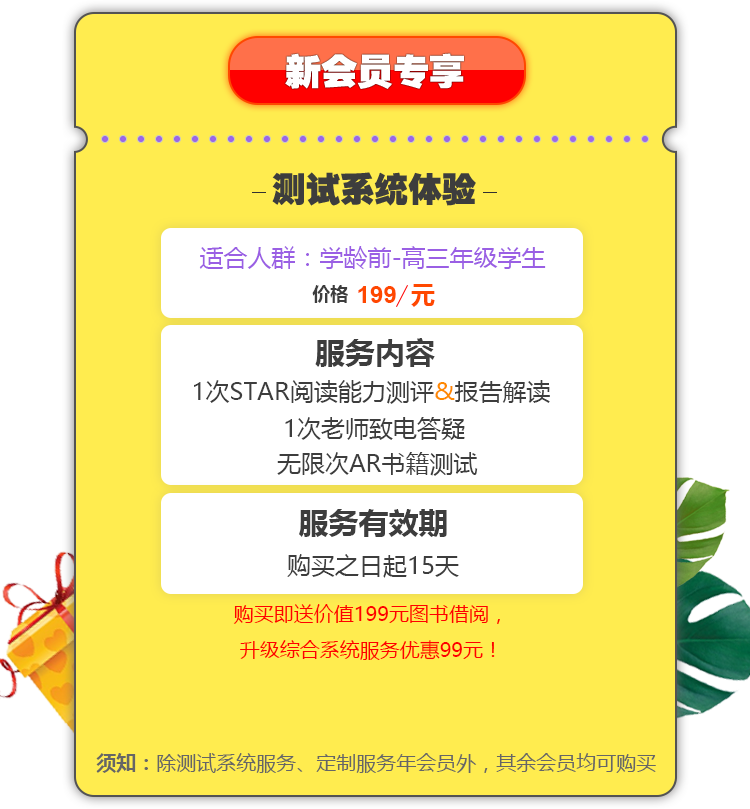 新会员专享
– 测试系统体验 –
适合人群：学龄前-高三年级学生
价格 199/元
服务内容
1次STAR阅读能力测评&报告解读
1次老师致电答疑
无限次AR书籍测试
服务有效期
购买之日起15天
购买即送价值199元图书借阅，
升级综合系统服务优惠99元！
须知：除测试系统服务、定制服务年会员外，其余会员均可购买